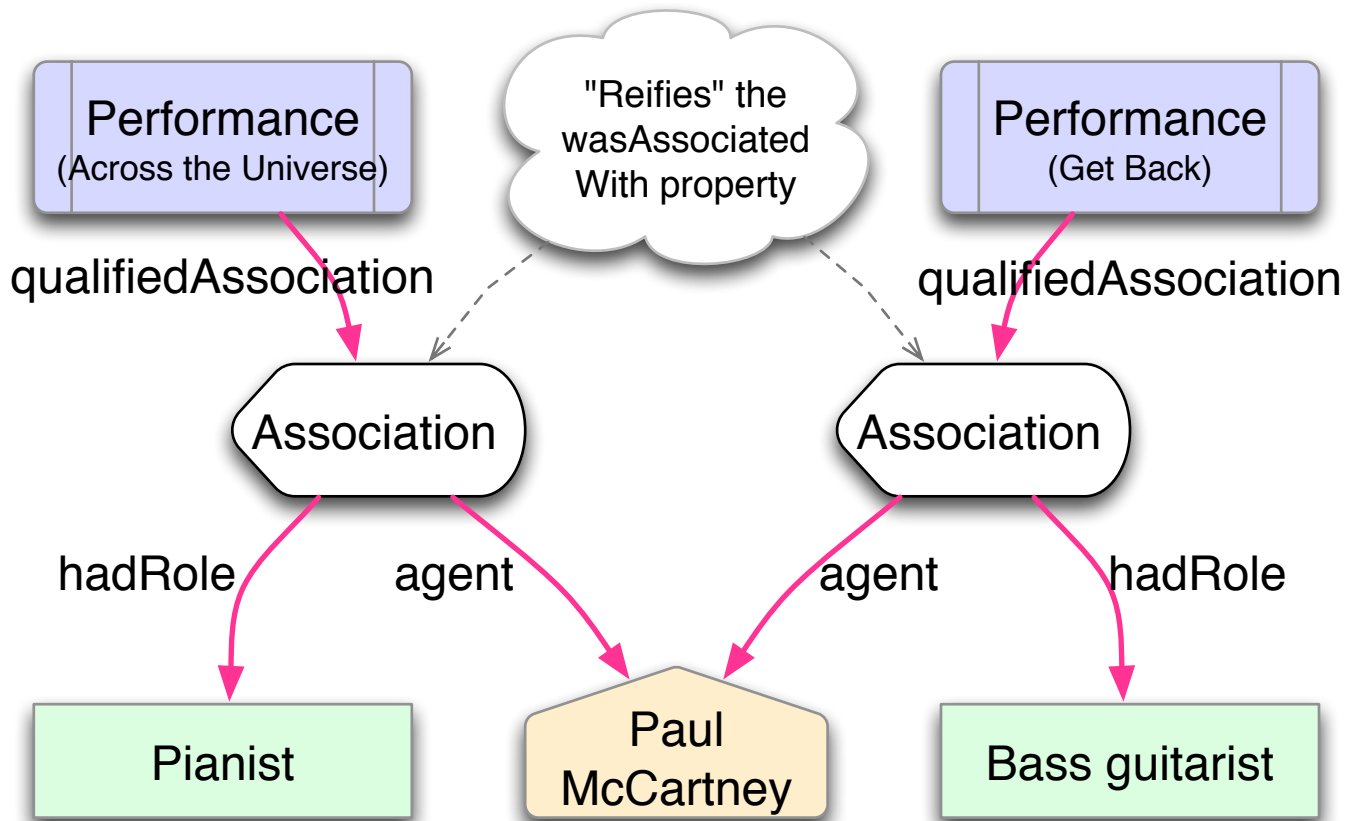 Performance
(Across the Universe)
"Reifies" the
wasAssociated
With property
Performance
(Get Back)
qualifiedAssociation
qualifiedAssociation
Association
Association
hadRole
agent
agent
hadRole
Pianist
Paul
McCartney
Bass guitarist